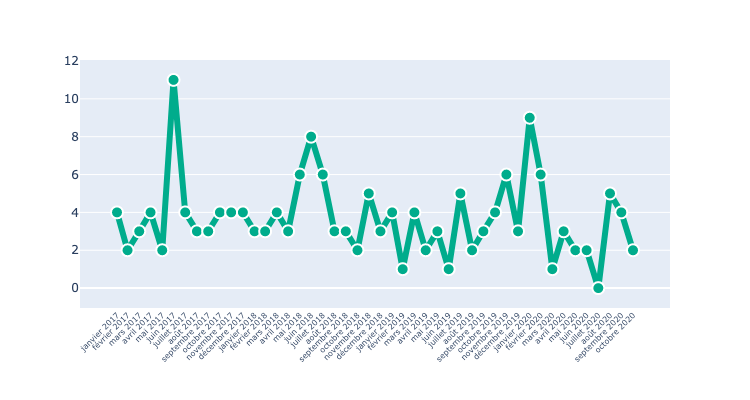 12
10
8
6
4
2
0
janvier 2017
février 2017
mars 2017
avril 2017
mai 2017
juin 2017
juillet 2017
août 2017
septembre 2017
octobre 2017
novembre 2017
décembre 2017
janvier 2018
février 2018
mars 2018
avril 2018
mai 2018
juin 2018
juillet 2018
août 2018
septembre 2018
octobre 2018
novembre 2018
décembre 2018
janvier 2019
février 2019
mars 2019
avril 2019
mai 2019
juin 2019
juillet 2019
août 2019
septembre 2019
octobre 2019
novembre 2019
décembre 2019
janvier 2020
février 2020
mars 2020
avril 2020
mai 2020
juin 2020
juillet 2020
août 2020
septembre 2020
octobre 2020